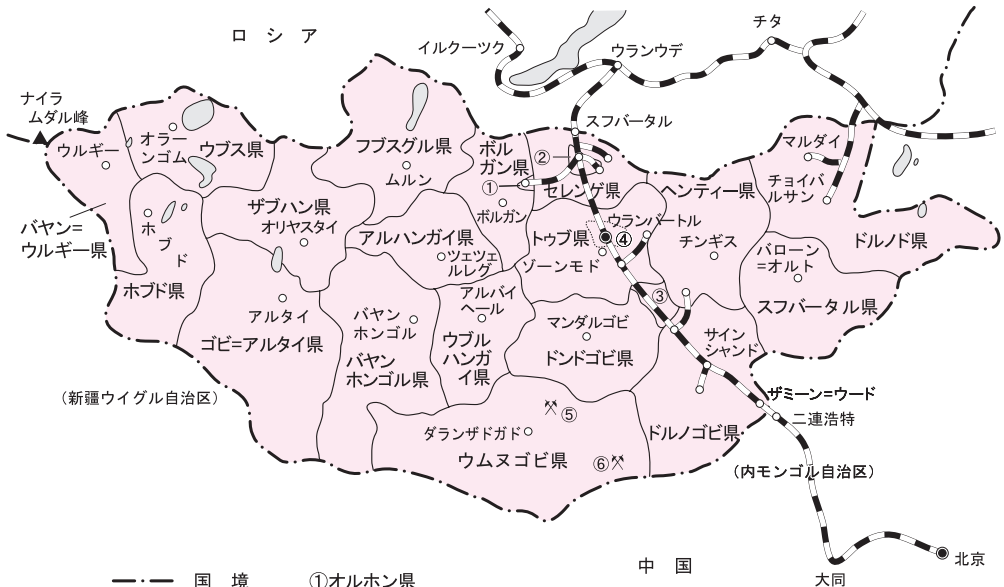 ロシア
チタ
イルクーツク
ウランウデ
ナイラ
ムダル峰
スフバータル
オラー
ンゴム
ウブス県
フブスグル県
ムルン
ボル
ガン県
②
マルダイ
ウルギー
①
セレンゲ県
ヘンティー県
チョイバ
ルサン
ザブハン県
オリヤスタイ
ボルガン
ウランバートル
バヤン=
ウルギー県
ホブド
アルハンガイ県
トゥブ県
④
チンギス
ドルノド県
ツェツェ
ルレグ
ゾーンモド
バローン
=オルト
ホブド県
アルバイ
ヘール
③
スフバータル県
アルタイ
バヤン
ホンゴル
マンダルゴビ
サイン
シャンド
ゴビ=アルタイ県
ウブル
ハンガ
イ県
ドンドゴビ県
バヤン
ホンゴル県
(新疆ウイグル自治区)
ザミーン=ウード
⑤
二連浩特
ダランザドガド
ドルノゴビ県
ウムヌゴビ県
⑥
(内モンゴル自治区)
中国
北京
国境
①オルホン県
大同